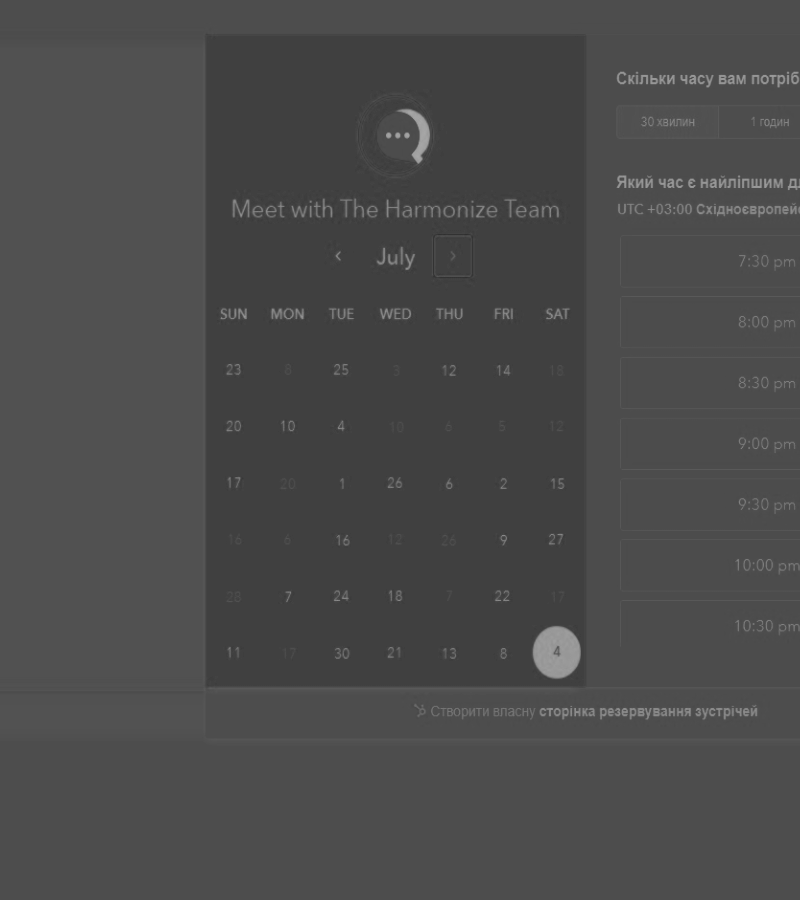 Meet with The Harmonize Team
July
SUN MON TUE WED THU FRI SAT
23 8 25 3 12 14 18
20 10 4 10 6 5 12
17 20 1 26 6 2 15
16 6 16 12 26 9 27
28 7 24 18 7 22 17
11 17 30 21 13 8 4
Скільки часу вам потріб
30 хвилин 1 годин
Який час є найліпшим д
UTC +03:00 Східноєвропей
7:30 pm
8:00 pm
8:30 pm
9:00 pm
9:30 pm
10:00 pm
10:30 pm
Створити власну сторінка резервування зустрічей